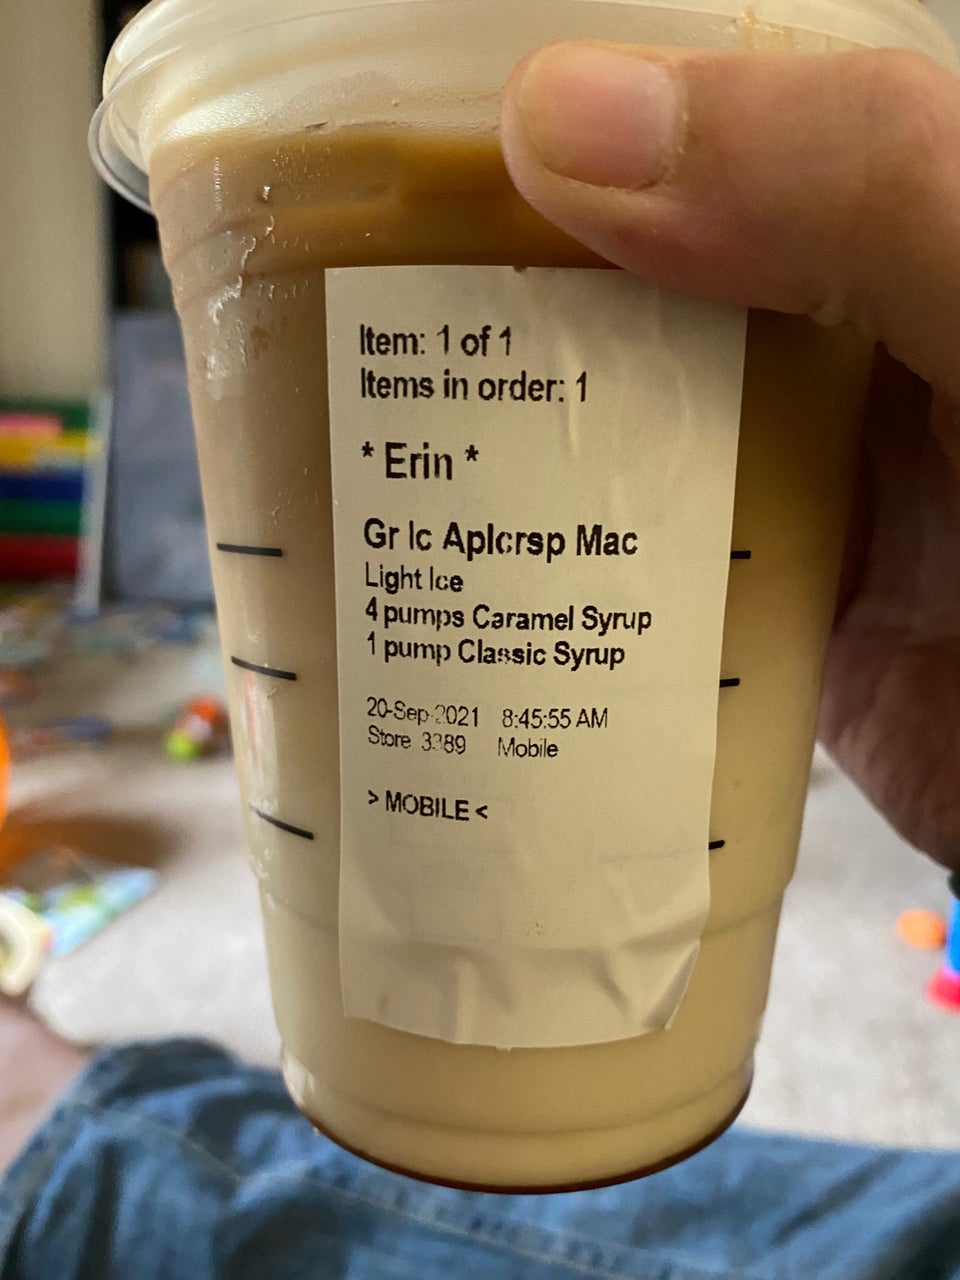 Item: 1 of 1
Items in order: 1
* Erin *
Gr Ic Aplcrsp Mac
Light Ice
4 pumps Caramel Syrup
1 pump Classic Syrup
20-Sep-2021 8:45:55 AM
Store 3389 Mobile
> MOBILE <